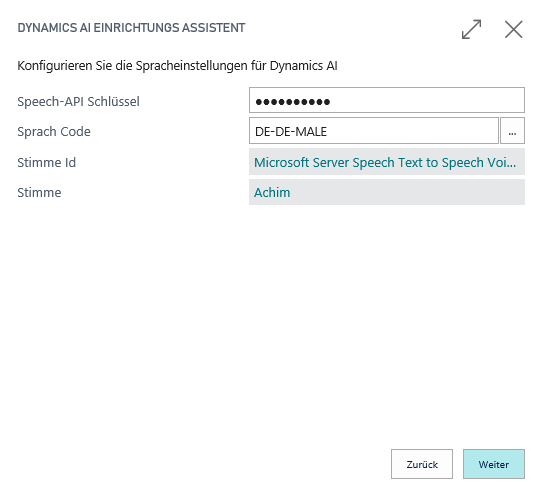 DYNAMICS AI EINRICHTUNGS ASSISTENT
Konfigurieren Sie die Spracheinstellungen für Dynamics AI
Speech-API Schlüssel ●●●●●●●●●●
Sprach Code DE-DE-MALE ...
Stimme Id Microsoft Server Speech Text to Speech Voi...
Stimme Achim
Zurück Weiter